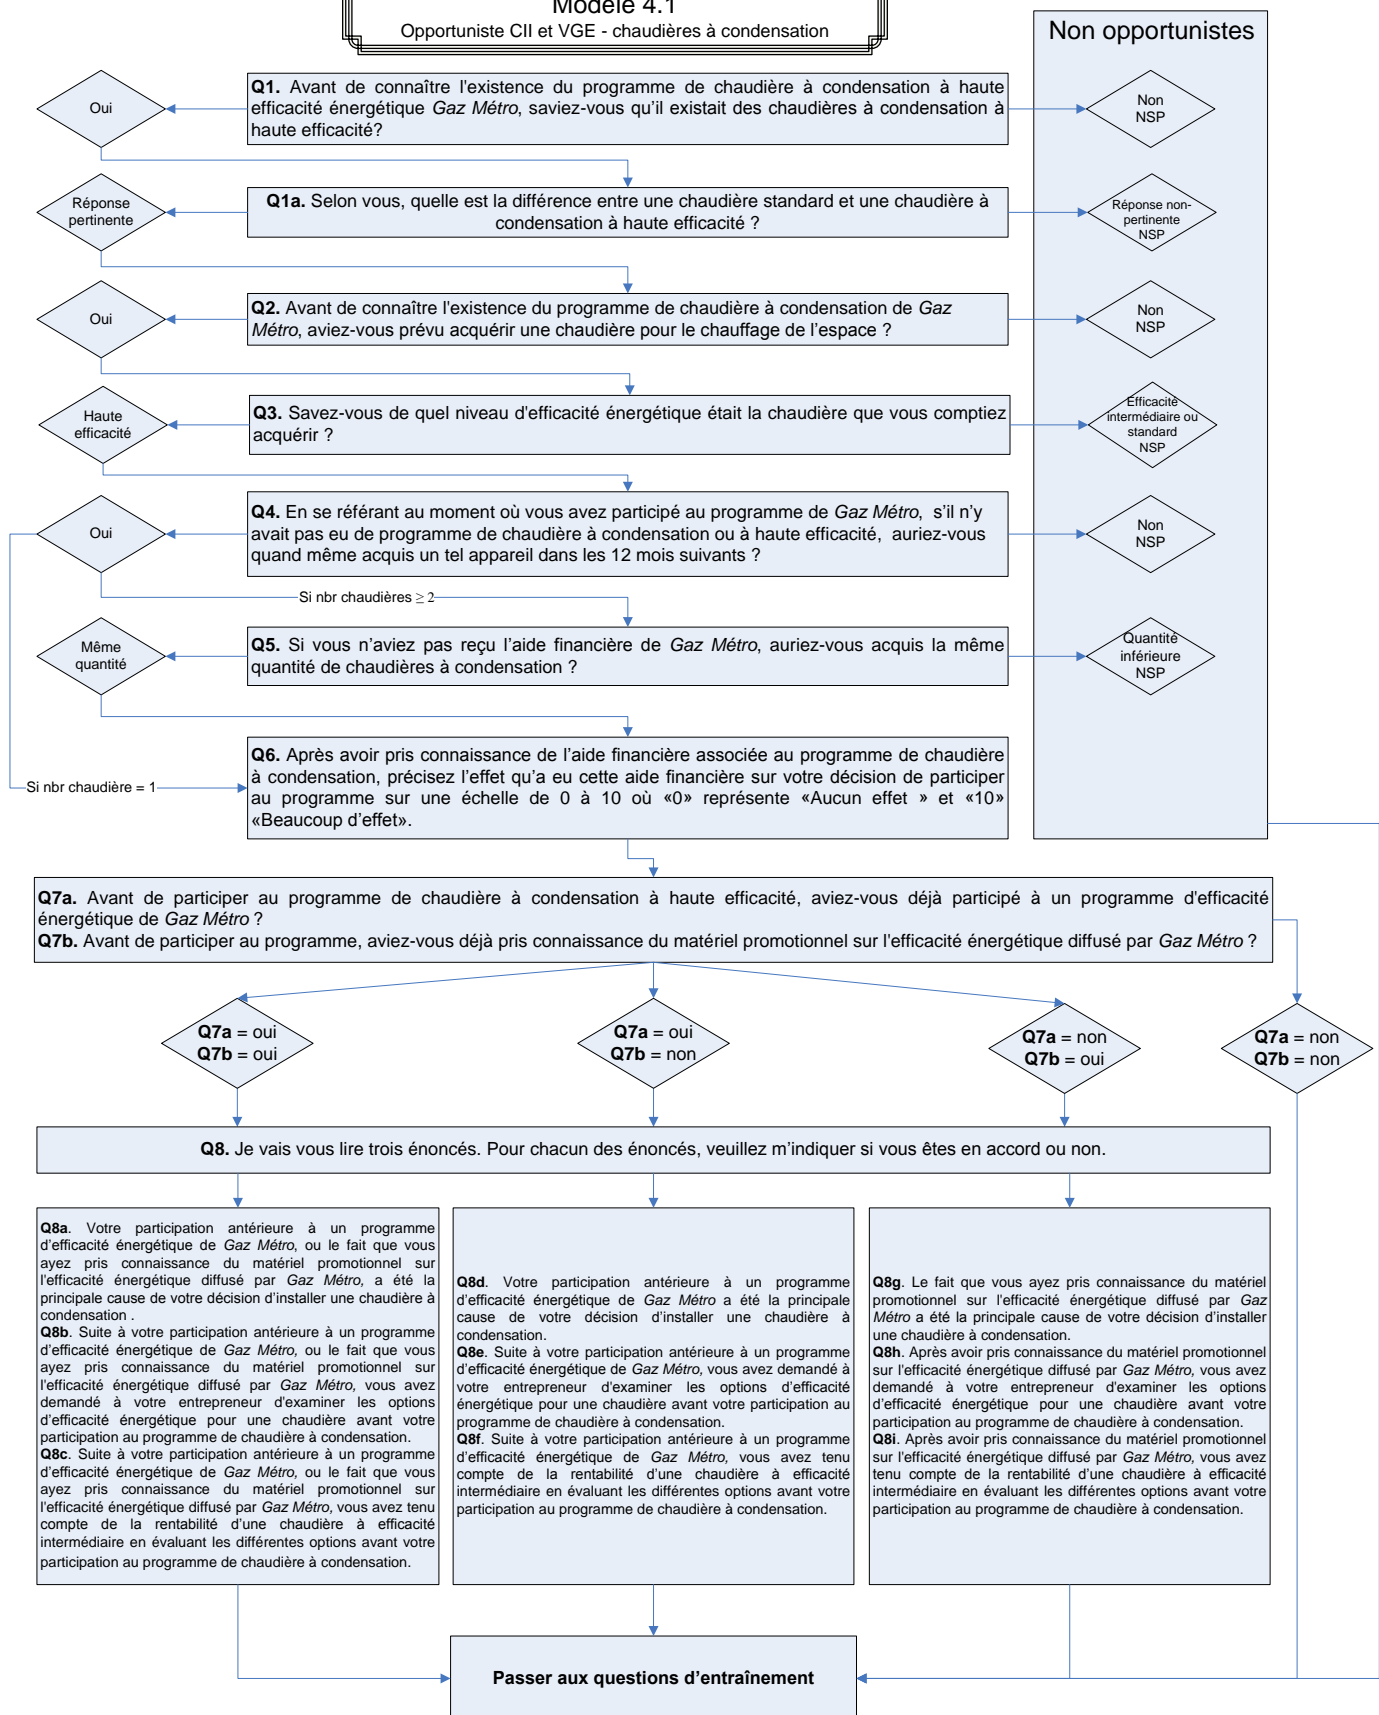 Modèle 4.1
Opportuniste CII et VGE - chaudières à condensation
Non opportunistes
Oui
Q1. Avant de connaître l'existence du programme de chaudière à condensation à haute
efficacité énergétique Gaz Métro, saviez-vous qu'il existait des chaudières à condensation à
haute efficacité?
Non
NSP
Réponse
pertinente
Q1a. Selon vous, quelle est la différence entre une chaudière standard et une chaudière à
condensation à haute efficacité ?
Réponse non-
pertinente
NSP
Oui
Q2. Avant de connaître l'existence du programme de chaudière à condensation de Gaz
Métro, aviez-vous prévu acquérir une chaudière pour le chauffage de l'espace ?
Non
NSP
Haute
efficacité
Q3. Savez-vous de quel niveau d'efficacité énergétique était la chaudière que vous comptiez
acquérir ?
Efficacité
intermédiaire ou
standard
NSP
Oui
Q4. En se référant au moment où vous avez participé au programme de Gaz Métro, s'il n'y
avait pas eu de programme de chaudière à condensation ou à haute efficacité, auriez-vous
quand même acquis un tel appareil dans les 12 mois suivants ?
Non
NSP
Si nbr chaudières ≥ 2
Même
quantité
Q5. Si vous n'aviez pas reçu l'aide financière de Gaz Métro, auriez-vous acquis la même
quantité de chaudières à condensation ?
Quantité
inférieure
NSP
Si nbr chaudière = 1
Q6. Après avoir pris connaissance de l'aide financière associée au programme de chaudière
à condensation, précisez l'effet qu'a eu cette aide financière sur votre décision de participer
au programme sur une échelle de 0 à 10 où «0» représente «Aucun effet » et «10»
«Beaucoup d'effet».
Q7a. Avant de participer au programme de chaudière à condensation à haute efficacité, aviez-vous déjà participé à un programme d'efficacité
énergétique de Gaz Métro ?
Q7b. Avant de participer au programme, aviez-vous déjà pris connaissance du matériel promotionnel sur l'efficacité énergétique diffusé par Gaz Métro ?
Q7a = oui
Q7b = oui
Q7a = oui
Q7b = non
Q7a = non
Q7b = oui
Q7a = non
Q7b = non
Q8. Je vais vous lire trois énoncés. Pour chacun des énoncés, veuillez m'indiquer si vous êtes en accord ou non.
Q8a. Votre participation antérieure à un programme
d'efficacité énergétique de Gaz Métro, ou le fait que vous
ayez pris connaissance du matériel promotionnel sur
l'efficacité énergétique diffusé par Gaz Métro, a été la
principale cause de votre décision d'installer une chaudière à
condensation .
Q8b. Suite à votre participation antérieure à un programme
d'efficacité énergétique de Gaz Métro, ou le fait que vous
ayez pris connaissance du matériel promotionnel sur
l'efficacité énergétique diffusé par Gaz Métro, vous avez
demandé à votre entrepreneur d'examiner les options
d'efficacité énergétique pour une chaudière avant votre
participation au programme de chaudière à condensation.
Q8c. Suite à votre participation antérieure à un programme
d'efficacité énergétique de Gaz Métro, ou le fait que vous
ayez pris connaissance du matériel promotionnel sur
l'efficacité énergétique diffusé par Gaz Métro, vous avez tenu
compte de la rentabilité d'une chaudière à efficacité
intermédiaire en évaluant les différentes options avant votre
participation au programme de chaudière à condensation.
Q8d. Votre participation antérieure à un programme
d'efficacité énergétique de Gaz Métro a été la principale
cause de votre décision d'installer une chaudière à
condensation.
Q8e. Suite à votre participation antérieure à un programme
d'efficacité énergétique de Gaz Métro, vous avez demandé à
votre entrepreneur d'examiner les options d'efficacité
énergétique pour une chaudière avant votre participation au
programme de chaudière à condensation.
Q8f. Suite à votre participation antérieure à un programme
d'efficacité énergétique de Gaz Métro, vous avez tenu
compte de la rentabilité d'une chaudière à efficacité
intermédiaire en évaluant les différentes options avant votre
participation au programme de chaudière à condensation.
Q8g. Le fait que vous ayez pris connaissance du matériel
promotionnel sur l'efficacité énergétique diffusé par Gaz
Métro a été la principale cause de votre décision d'installer
une chaudière à condensation.
Q8h. Après avoir pris connaissance du matériel promotionnel
sur l'efficacité énergétique diffusé par Gaz Métro, vous avez
demandé à votre entrepreneur d'examiner les options
d'efficacité énergétique pour une chaudière avant votre
participation au programme de chaudière à condensation.
Q8i. Après avoir pris connaissance du matériel promotionnel
sur l'efficacité énergétique diffusé par Gaz Métro, vous avez
tenu compte de la rentabilité d'une chaudière à efficacité
intermédiaire en évaluant les différentes options avant votre
participation au programme de chaudière à condensation.
Passer aux questions d'entraînement